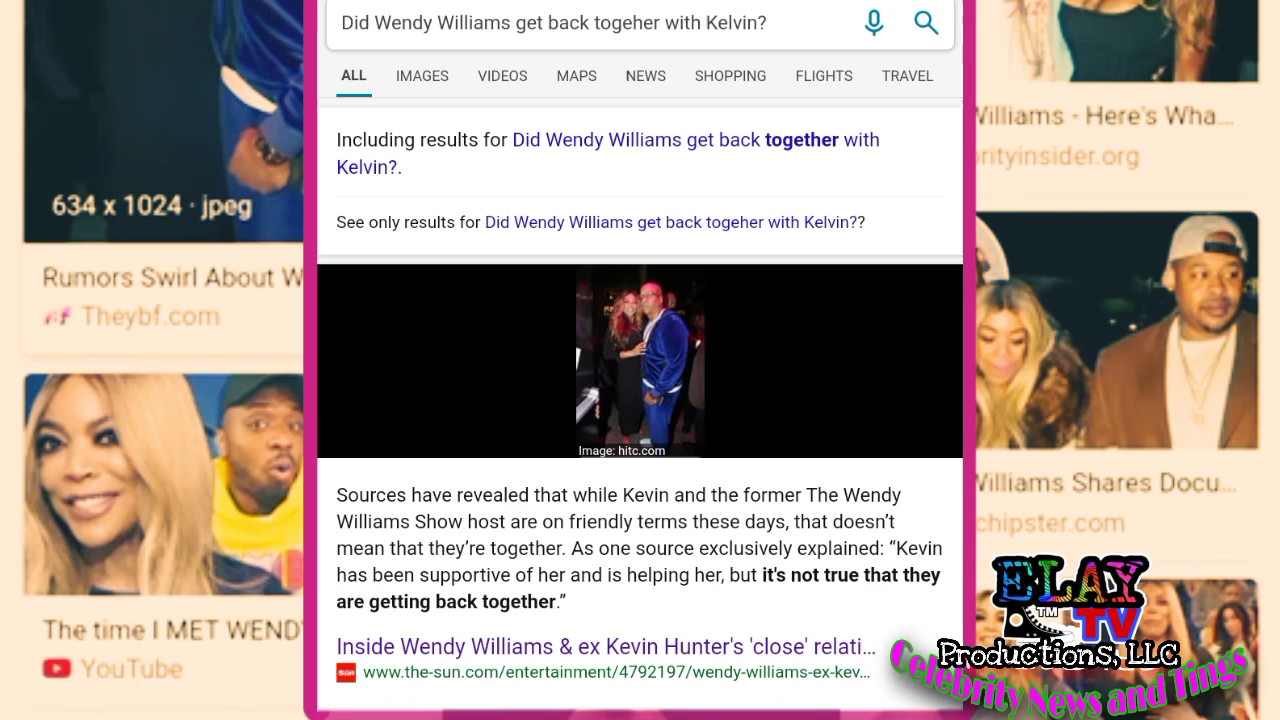 Did Wendy Williams get back togeher with Kelvin?
ALL IMAGES VIDEOS MAPS NEWS SHOPPING FLIGHTS TRAVEL
Including results for Did Wendy Williams get back together with
Kelvin?.
See only results for Did Wendy Williams get back togeher with Kelvin??
Image: hitc.com
Sources have revealed that while Kevin and the former The Wendy
Williams Show host are on friendly terms these days, that doesn't
mean that they're together. As one source exclusively explained: “Kevin
has been supportive of her and is helping her, but it's not true that they
are getting back together.”
Inside Wendy Williams & ex Kevin Hunter's 'close' relati...
Sun
www.the-sun.com/entertainment/4792197/wendy-williams-ex-kev...
634 x 1024 · jpeg
Rumors Swirl About W
Theybf.com
The time I MET WEND
YouTube
Williams - Here's Wha...
brityinsider.org
Williams Shares Docu...
chipster.com
ELAY
TM
TV
Productions, LLC
Celebrity News and Tings